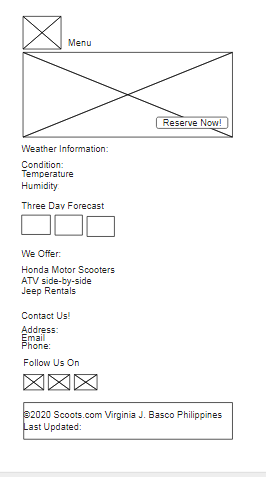 Menu
Reserve Now!
Weather Information:
Condition:
Temperature
Humidity
Three Day Forecast
We Offer:
Honda Motor Scooters
ATV side-by-side
Jeep Rentals
Contact Us!
Address:
Email
Phone:
Follow Us On
©2020 Scoots.com Virginia J. Basco Philippines
Last Updated: